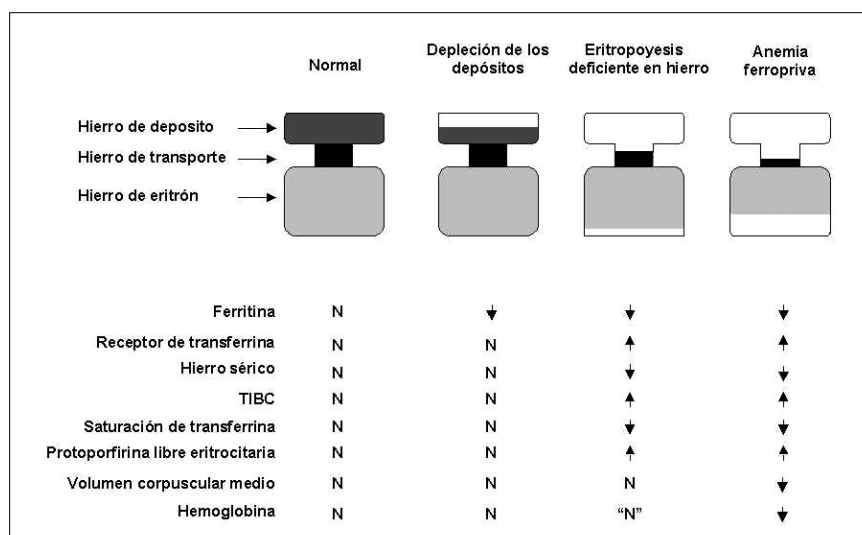 Normal
Depleción de los
depósitos
Eritropoyesis
deficiente en hierro
Anemia
ferropriva
Hierro de deposito
Hierro de transporte
Hierro de eritrón
Ferritina N
Receptor de transferrina N N
Hierro sérico N N
TIBC N N
Saturación de transferrina N N
Protoporfirina libre eritrocitaria N N
Volumen corpuscular medio N N N
Hemoglobina N N “N”